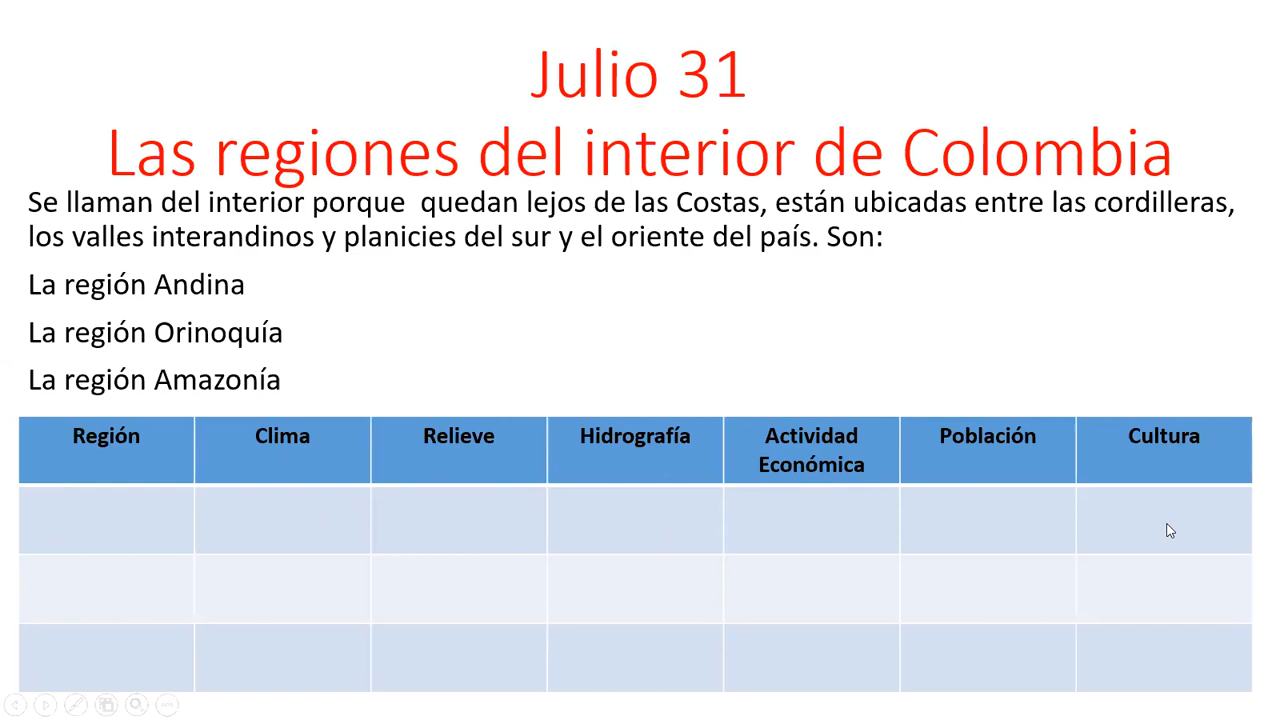 Julio 31
Las regiones del interior de Colombia
Se llaman del interior porque  quedan lejos de las Costas, están ubicadas entre las cordilleras,
los valles interandinos y planicies del sur y el oriente del país. Son:
La región Andina
La región Orinoquía
La región Amazonía
Región Clima Relieve Hidrografía Actividad Económica Población Cultura